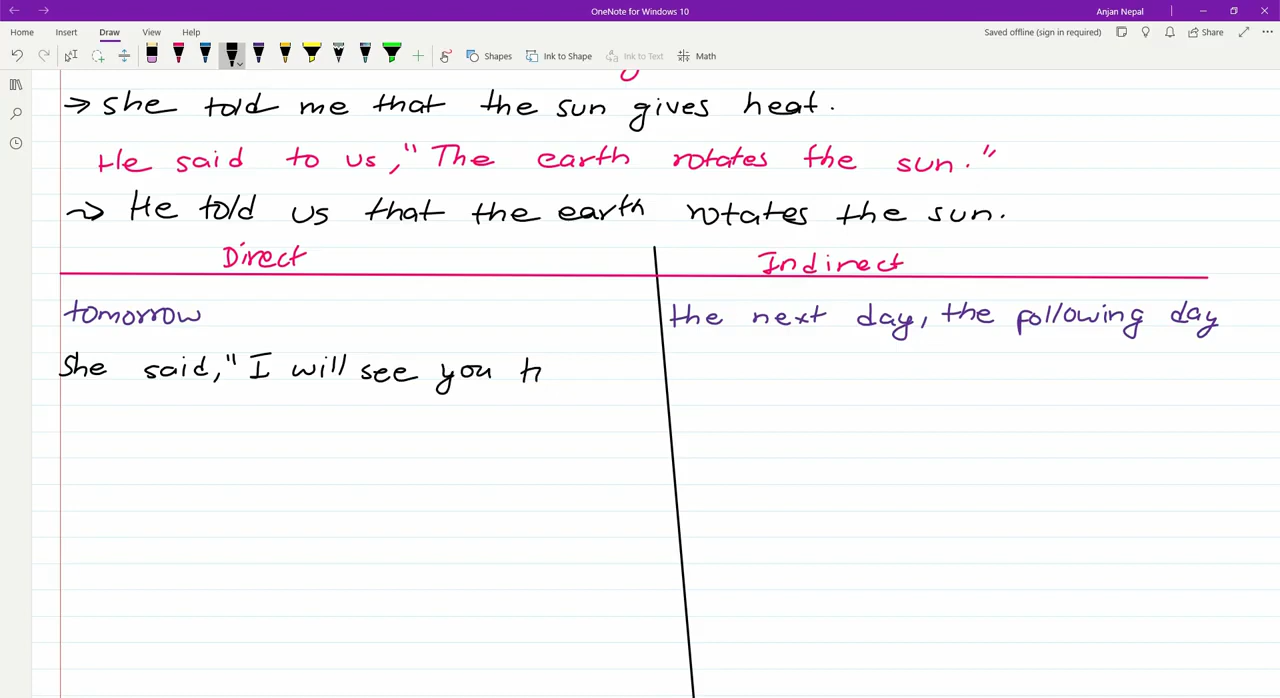 OneNote for Windows 10
Anjan Nepal
Home Insert Draw View Help
Saved offline (sign in required)
Share
Shapes Ink to Shape Ink to Text Math
→ she told me that the sun gives heat.
He said to us," The earth rotates the sun."
→ He told us that the earth rotates the sun.
Direct Indirect
tomorrow the next day, the following day
She said," I will see you